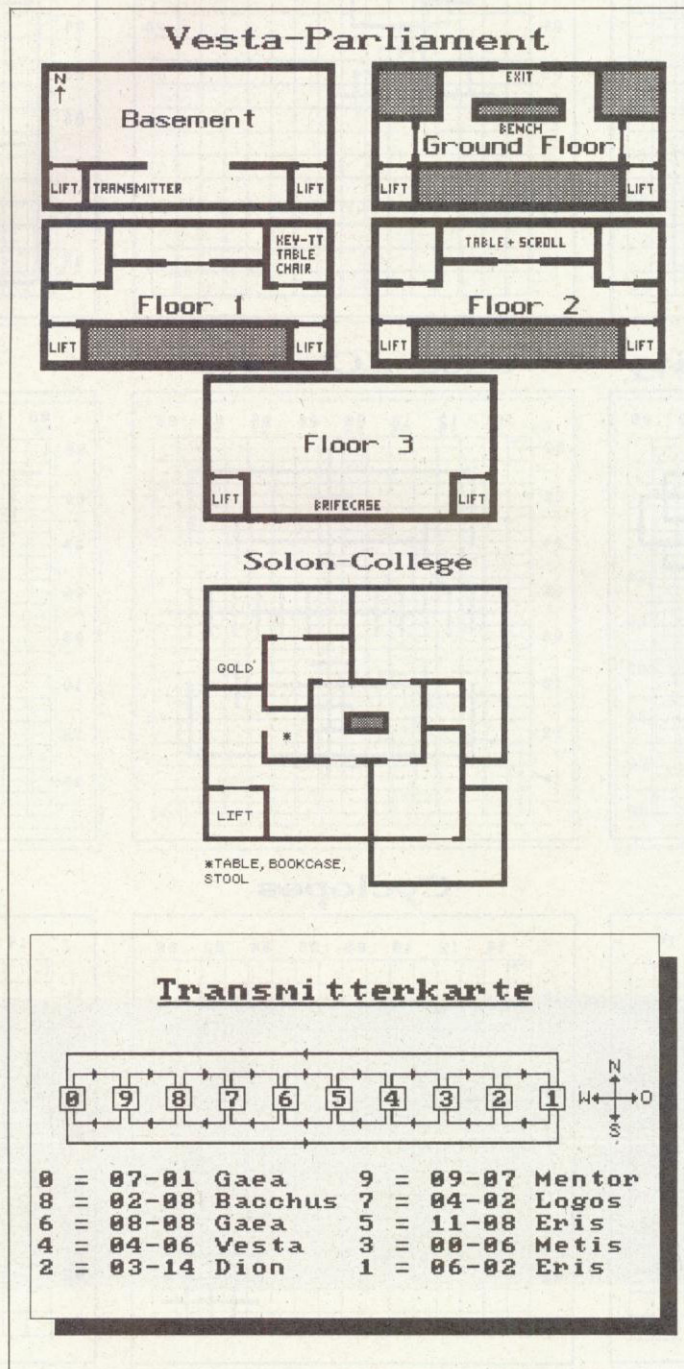 Vesta-Parliament
N
Basement
LIFT TRANSMITTER LIFT
EXIT
BENCH
Ground Floor
LIFT LIFT
KEY-TT
TABLE
CHAIR
Floor 1
LIFT LIFT
TABLE + SCROLL
Floor 2
LIFT LIFT
Floor 3
LIFT BRIFECASE LIFT
Solon-College
GOLD
*
LIFT
*TABLE, BOOKCASE,
STOOL
Transmitterkarte
N
0 9 8 7 6 5 4 3 2 1 W O
S
0 = 07-01 Gaea 9 = 09-07 Mentor
8 = 02-08 Bacchus 7 = 04-02 Logos
6 = 08-08 Gaea 5 = 11-08 Eris
4 = 04-06 Vesta 3 = 00-06 Metis
2 = 03-14 Dion 1 = 06-02 Eris